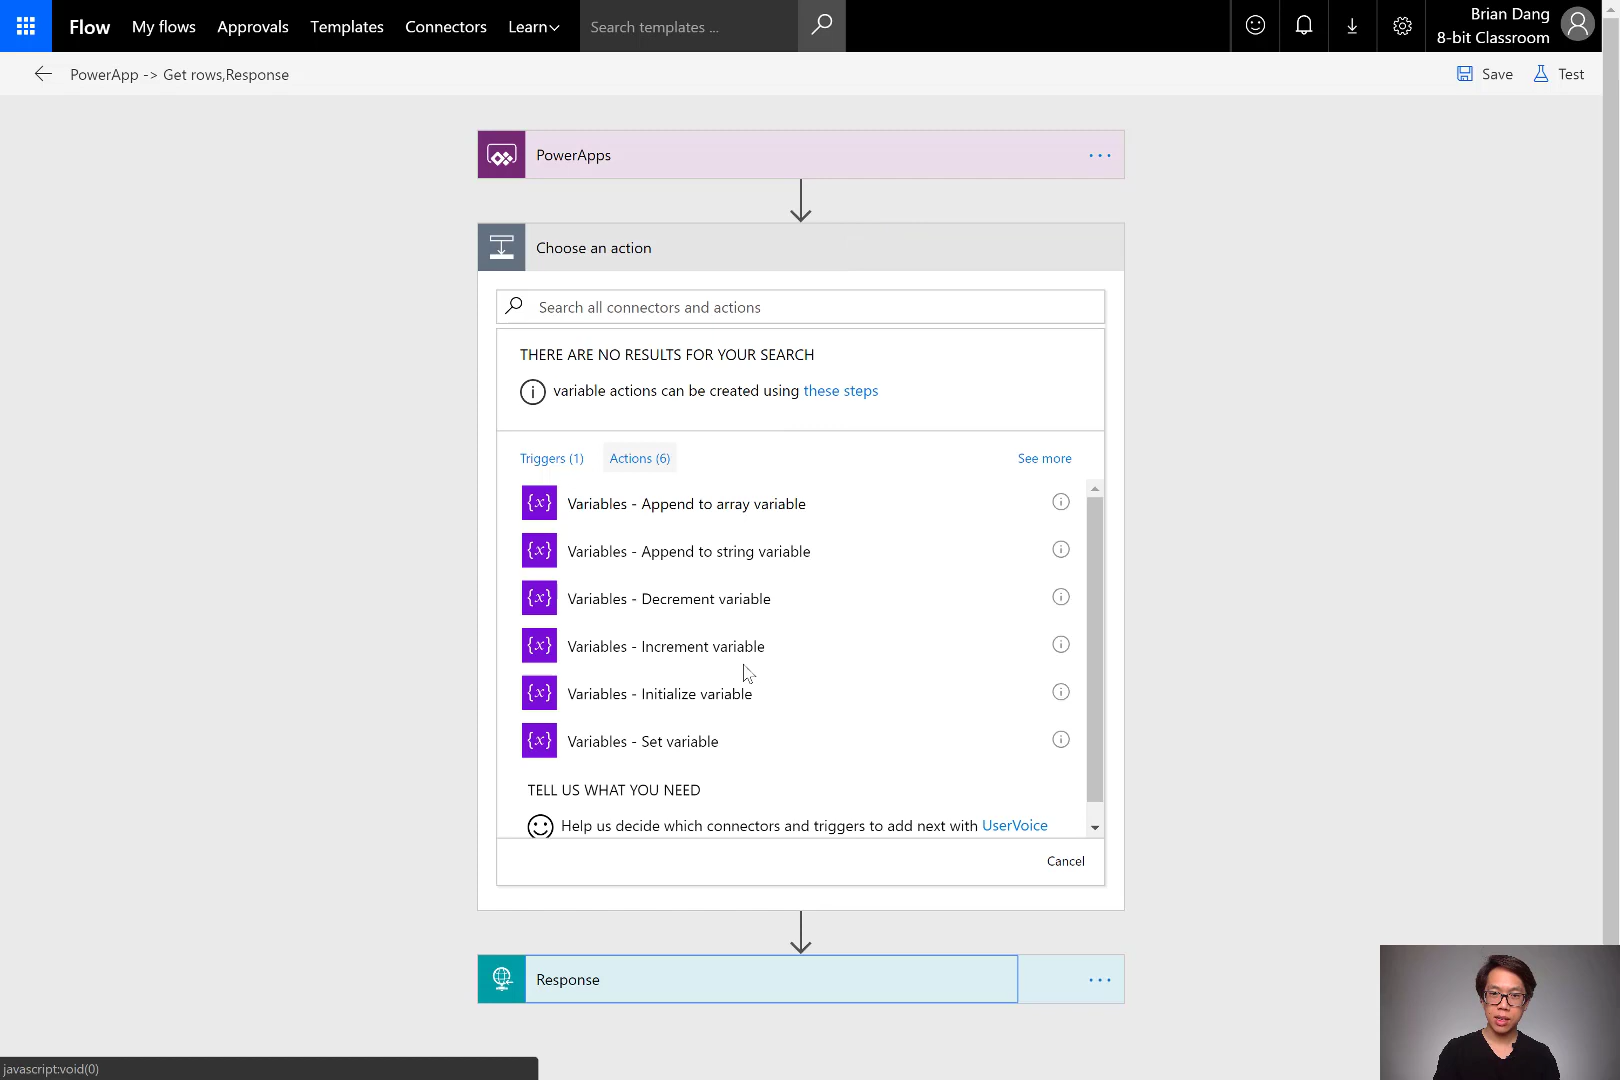 Flow
My flows
Approvals
Templates
Connectors
Learn
Search templates ...
Brian Dang
8-bit Classroom
PowerApp -> Get rows,Response
Save
Test
PowerApps
Choose an action
Search all connectors and actions
THERE ARE NO RESULTS FOR YOUR SEARCH
variable actions can be created using these steps
Triggers (1)
Actions (6)
See more
{x} Variables - Append to array variable
{x} Variables - Append to string variable
{x} Variables - Decrement variable
{x} Variables - Increment variable
{x} Variables - Initialize variable
{x} Variables - Set variable
TELL US WHAT YOU NEED
Help us decide which connectors and triggers to add next with UserVoice
Cancel
Response
javascript:void(0)